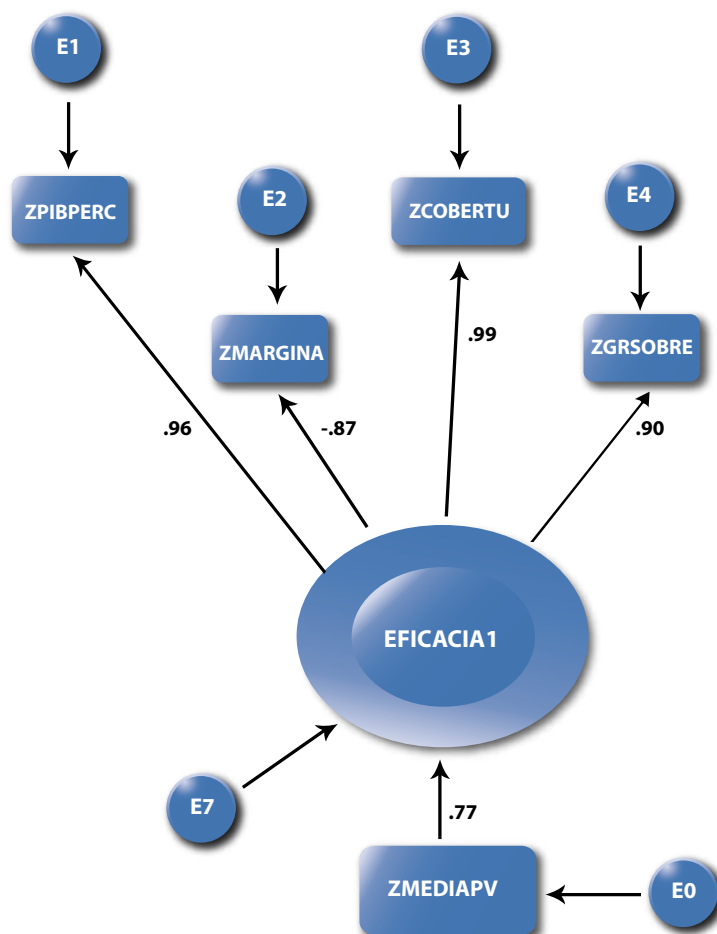 E1
E3
E2
E4
ZPIBPERC
ZCOBERTU
ZMARGINA
ZGRSOBRE
.99
.96
-.87
.90
EFICACIA1
E7
.77
ZMEDIAPV
E0